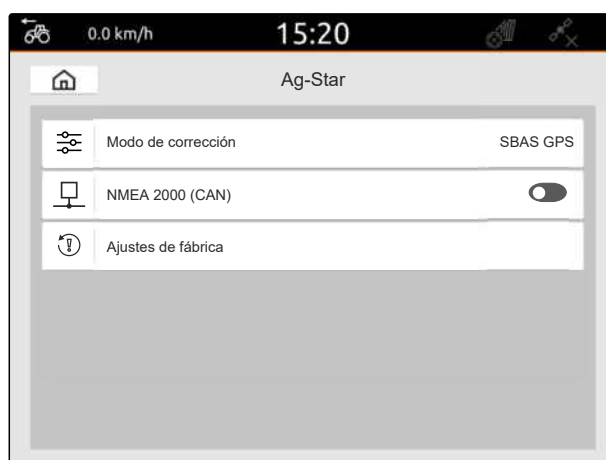 0.0 km/h 15:20
Ag-Star
Modo de corrección SBAS GPS
NMEA 2000 (CAN)
Ajustes de fábrica